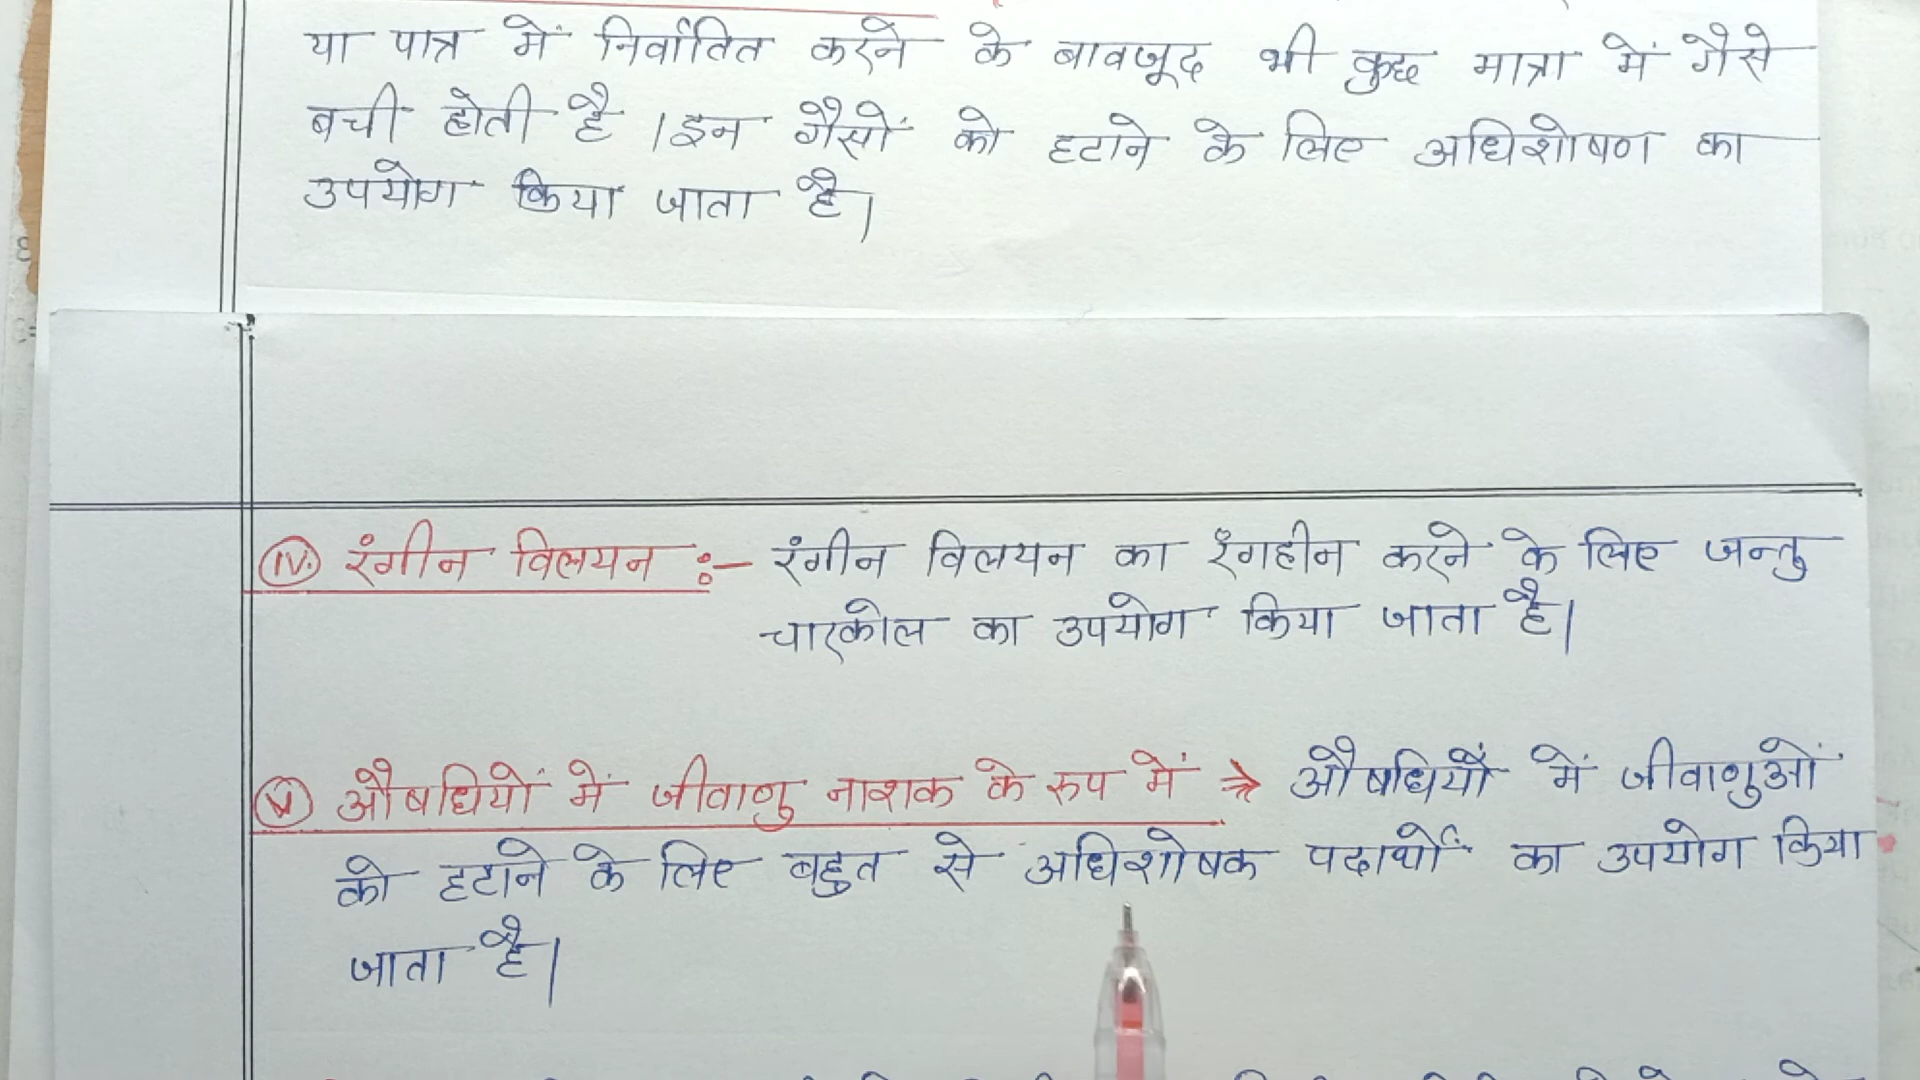 या पात्र में निर्वातित करने के बावजूद भी कुछ मात्रा में गैसे
बची होती है। इन गैसों को हटाने के लिए अधिशोषण का
उपयोग किया जाता है।
(iv) रंगीन विलयन :- रंगीन विलयन का रंगहीन करने के लिए जन्तु
चारकोल का उपयोग किया जाता है।
(v) औषधियों में जीवाणु नाशक के रूप में → औषधियों में जीवाणुओं
को हटाने के लिए बहुत से अधिशोषक पदार्थों का उपयोग किया
जाता है।